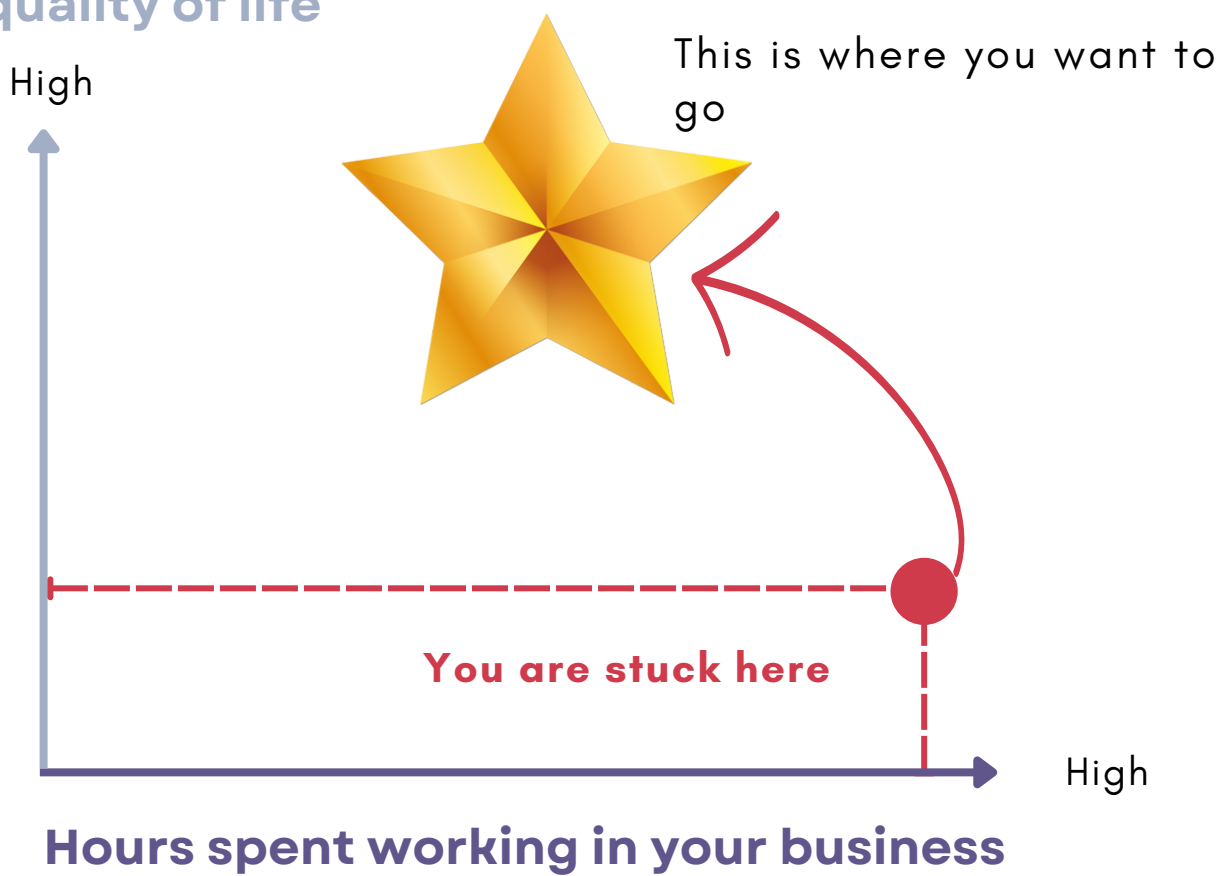 quality of life
High
This is where you want to
go
You are stuck here
High
Hours spent working in your business